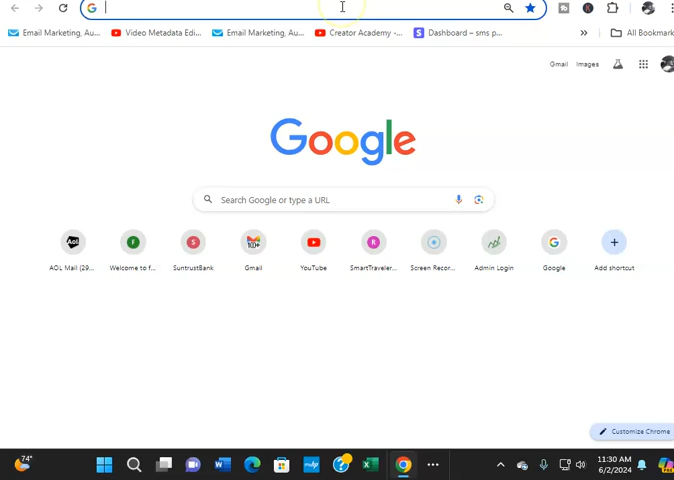 Email Marketing, Au... Video Metadata Edi... Email Marketing, Au... Creator Academy -... S Dashboard – sms p... » All Bookmark
Gmail Images
Google
Search Google or type a URL
Aol. F S 100+ R
AOL Mail (29... Welcome to f... SuntrustBank Gmail YouTube SmartTraveler... Screen Recor... Admin Login Google Add shortcut
Customize Chrome
74°
11:30 AM
6/2/2024